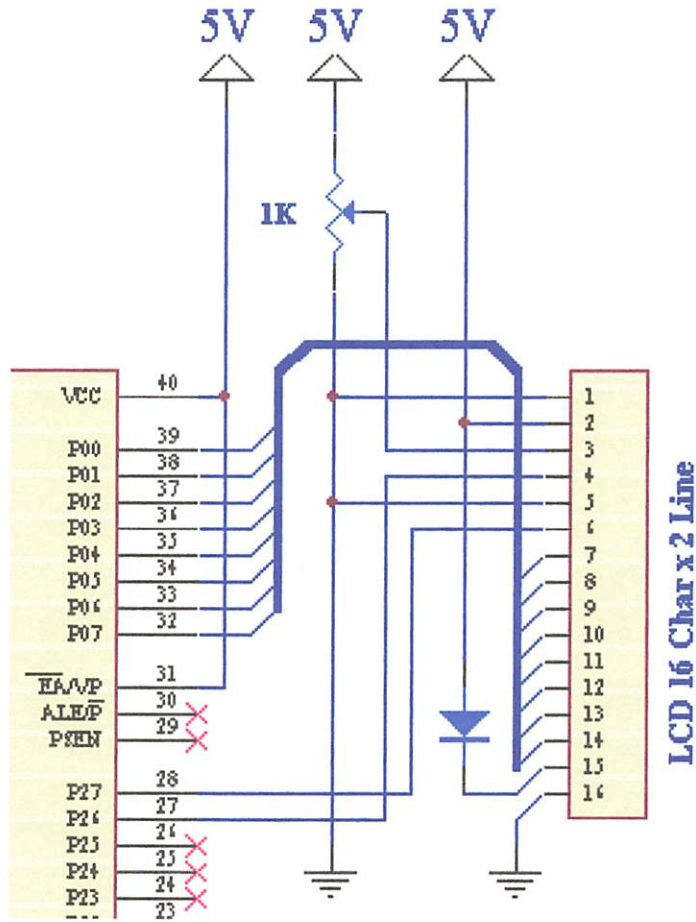 5V 5V 5V
1K
VCC 40
P00 39
P01 38
P02 37
P03 36
P04 35
P05 34
P06 33
P07 32
EA/VP 31
ALE/P 30
PSEN 29
P27 28
P26 27
P25 26
P24 25
P23 24
23
1
2
3
4
5
6
7
8
9
10
11
12
13
14
15
16
LCD 16 Char x 2 Line